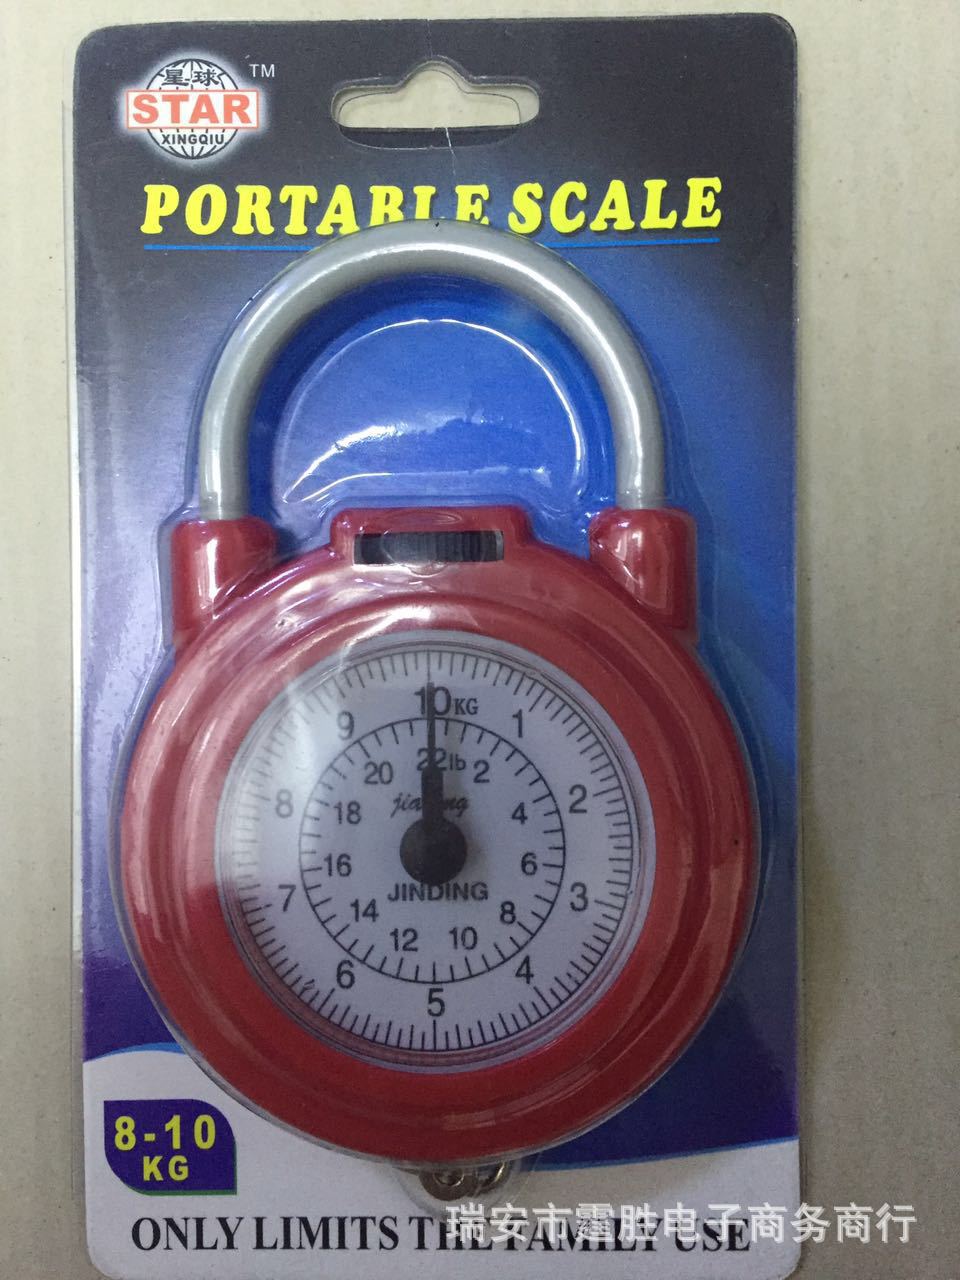 星球
STAR
XINGQIU
TM
PORTABLE SCALE
10KG
1
2
3
4
5
6
7
8
9
22lb
2
4
6
8
10
12
14
16
18
20
JINDING
8-10
KG
ONLY LIMITS THE FAMILY USE
瑞安市霆胜电子商务商行